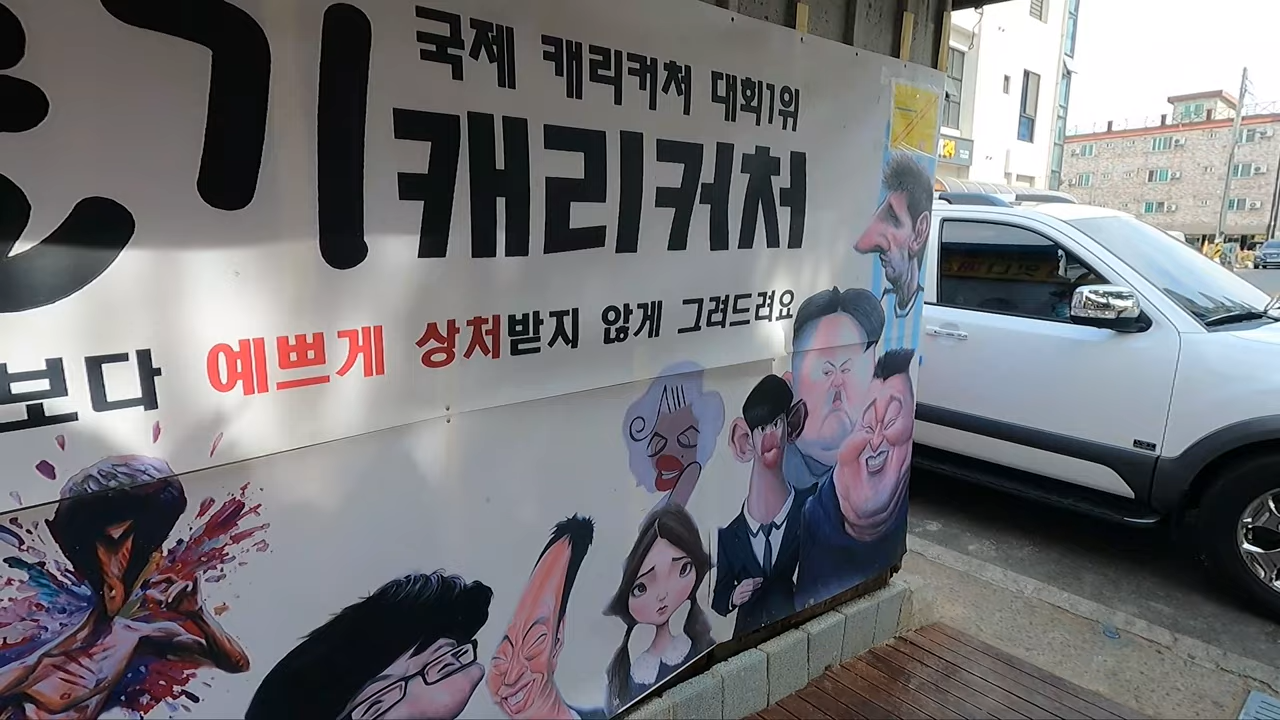 기
국제 캐리커처 대회1위
캐리커처
보다 예쁘게 상처받지 않게 그려드려요